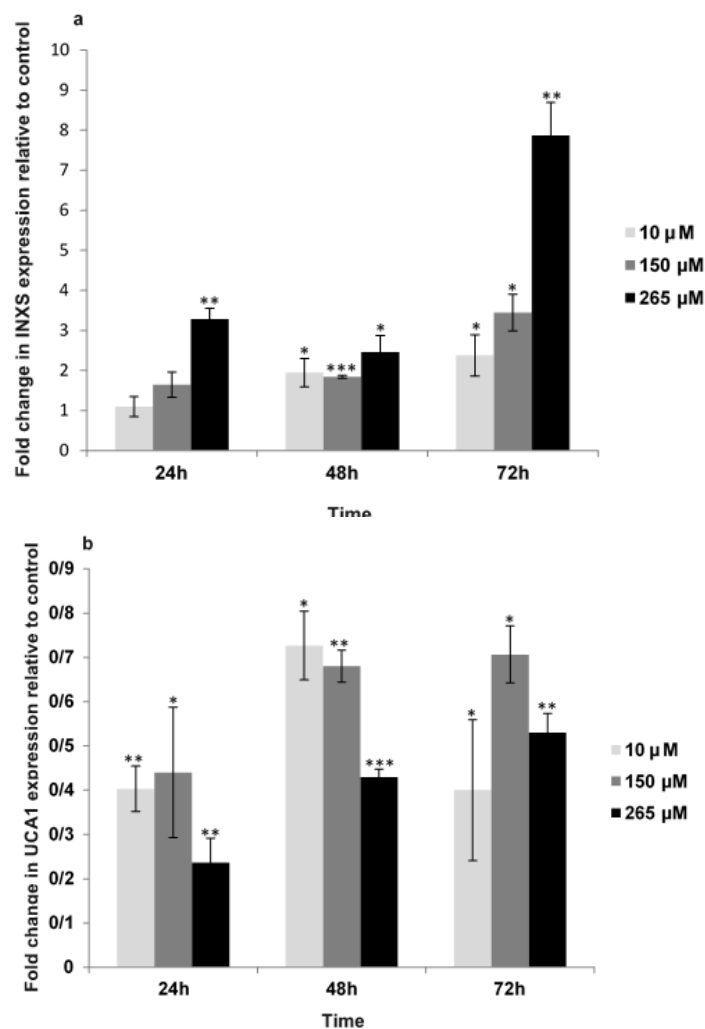 a
Fold change in INXS expression relative to control
10
9
8
7
6
5
4
3
2
1
0
**
*
***
*
*
*
**
24h
48h
72h
Time
10 µM
150 µM
265 µM
b
Fold change in UCA1 expression relative to control
0/9
0/8
0/7
0/6
0/5
0/4
0/3
0/2
0/1
0
**
*
**
*
**
***
*
*
**
24h
48h
72h
Time
10 µM
150 µM
265 µM